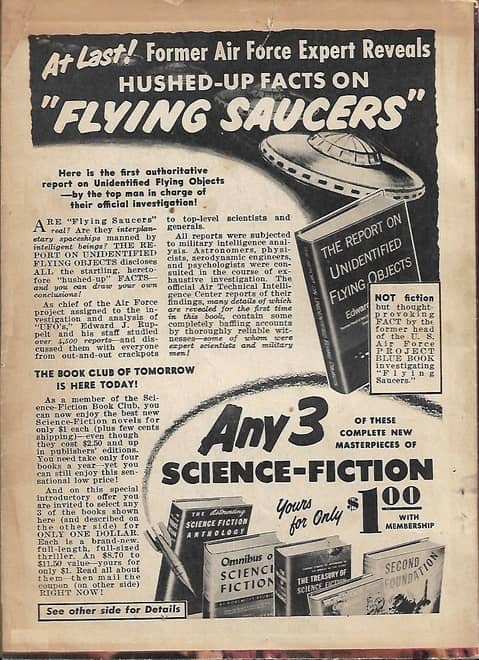 At Last! Former Air Force Expert Reveals
HUSHED-UP FACTS ON
"FLYING SAUCERS"
Here is the first authoritative
report on Unidentified Flying Objects
—by the top man in charge of
their official investigation!
ARE "Flying Saucers"
real? Are they interplan-
etary spaceships manned by
intelligent beings? THE RE-
PORT ON UNIDENTIFIED
FLYING OBJECTS discloses
ALL the startling, hereto-
fore "hushed-up" FACTS—
and you can draw your own
conclusions!
As chief of the Air Force
project assigned to the in-
vestigation and analysis of
"UFO's," Edward J. Rup-
pelt and his staff studied
over 4,500 reports—and dis-
cussed them with everyone
from out-and-out crackpots
to top-level scientists and
generals.
All reports were subjected
to military intelligence anal-
ysis. Astronomers, physi-
cists, aerodynamic engineers,
and psychologists were con-
sulted in the course of ex-
haustive investigation. The
official Air Technical Intelli-
gence Center reports of their
findings, many details of which
are revealed for the first time
in this book, contain some
completely baffling accounts
by thoroughly reliable wit-
nesses—some of whom were
expert scientists and military
men!
THE REPORT ON
UNIDENTIFIED
FLYING OBJECTS
Edward
NOT fiction
but thought-
provoking
FACT by the
former head
of the U. S.
Air Force
PROJECT
BLUE BOOK
investigating
"Flying
Saucers."
THE BOOK CLUB OF TOMORROW
IS HERE TODAY!
As a member of the Sci-
ence-Fiction Book Club, you
can now enjoy the best new
Science-Fiction novels for
only $1 each (plus few cents
shipping)—even though
they cost $2.50 and up
in publishers' editions.
You need take only four
books a year—yet you
can still enjoy this sen-
sational low price!
And on this special
introductory offer you
are invited to select any
3 of the books shown
here (and described on
the other side) for
ONLY ONE DOLLAR.
Each is a brand-new,
full-length, full-sized
thriller. An $8.70 to
$11.50 value—yours for
only $1. Read all about
them—then mail the
coupon (on other side)
RIGHT NOW!
See other side for Details
Any 3
OF THESE
COMPLETE NEW
MASTERPIECES OF
SCIENCE-FICTION
Yours
for Only
$1.00
WITH
MEMBERSHIP
THE Astounding
SCIENCE FICTION
ANTHOLOGY
Omnibus of
SCIENCE
FICTION
THE TREASURY OF
SCIENCE FICTION
SECOND
FOUNDATION